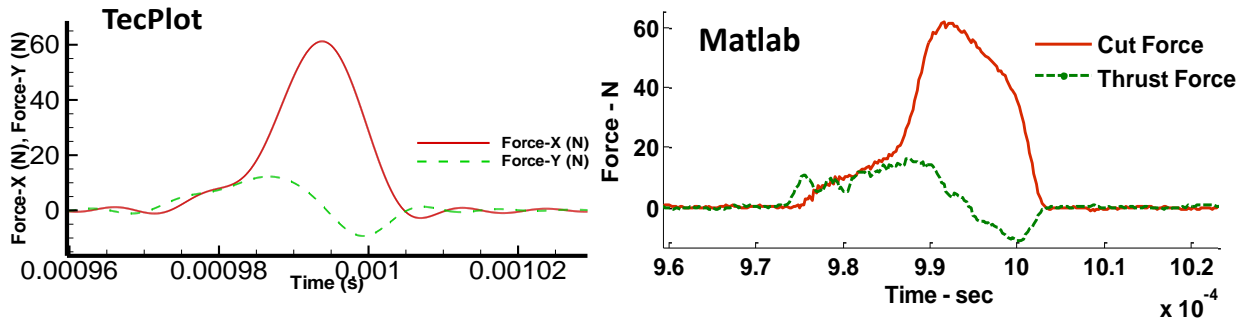 TecPlot
Force-X (N), Force-Y (N)
60
40
20
0
Force-X (N)
Force-Y (N)
0.00096
0.00098
0.001
0.00102
Time (s)
Matlab
Force - N
60
40
20
0
Cut Force
Thrust Force
9.6
9.7
9.8
9.9
10
10.1
10.2
Time - sec
x 10⁻⁴